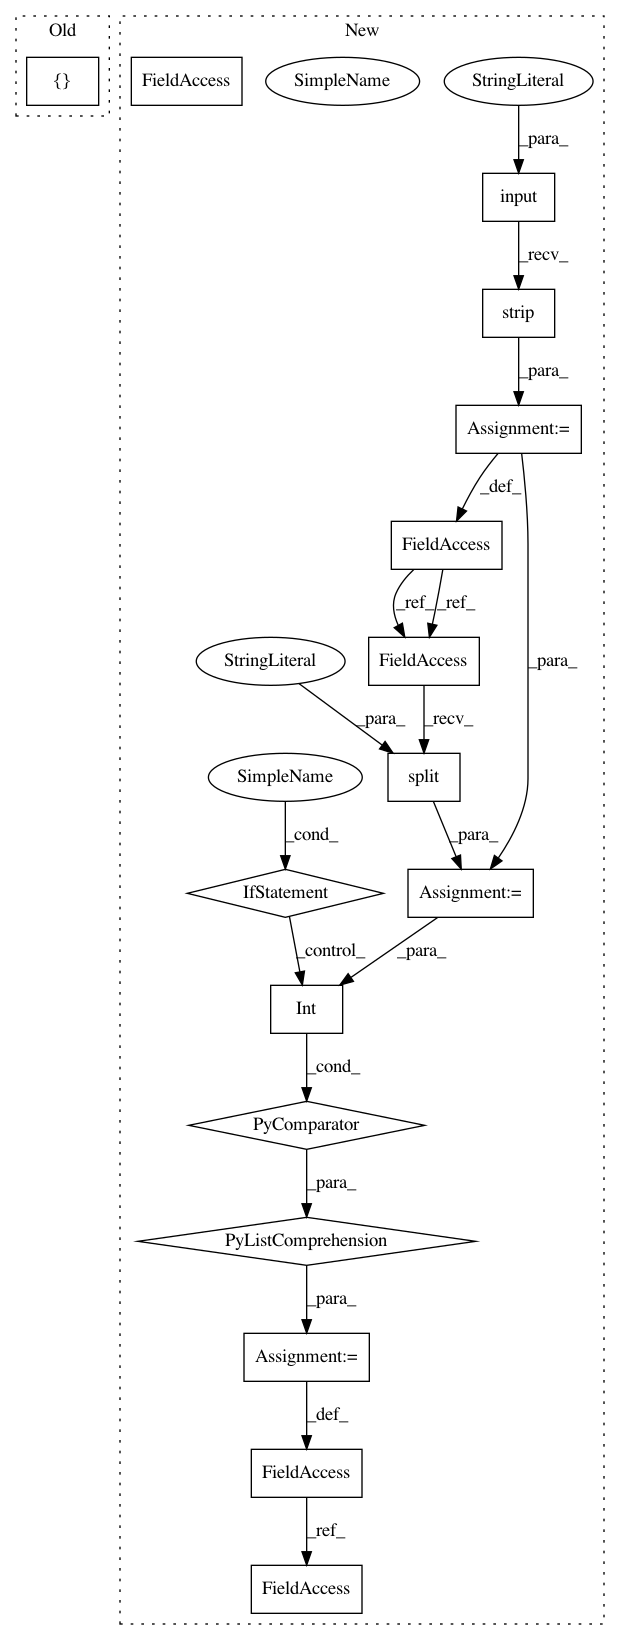 Old
New
{}
FieldAccess
SimpleName
StringLiteral
_para_
input
_recv_
strip
_para_
Assignment:=
_def_
FieldAccess
_ref_
_ref_
StringLiteral
FieldAccess
_para_
_para_
_recv_
SimpleName
split
_cond_
_para_
IfStatement
Assignment:=
_control_
_para_
Int
_cond_
PyComparator
_para_
PyListComprehension
_para_
Assignment:=
_def_
FieldAccess
_ref_
FieldAccess